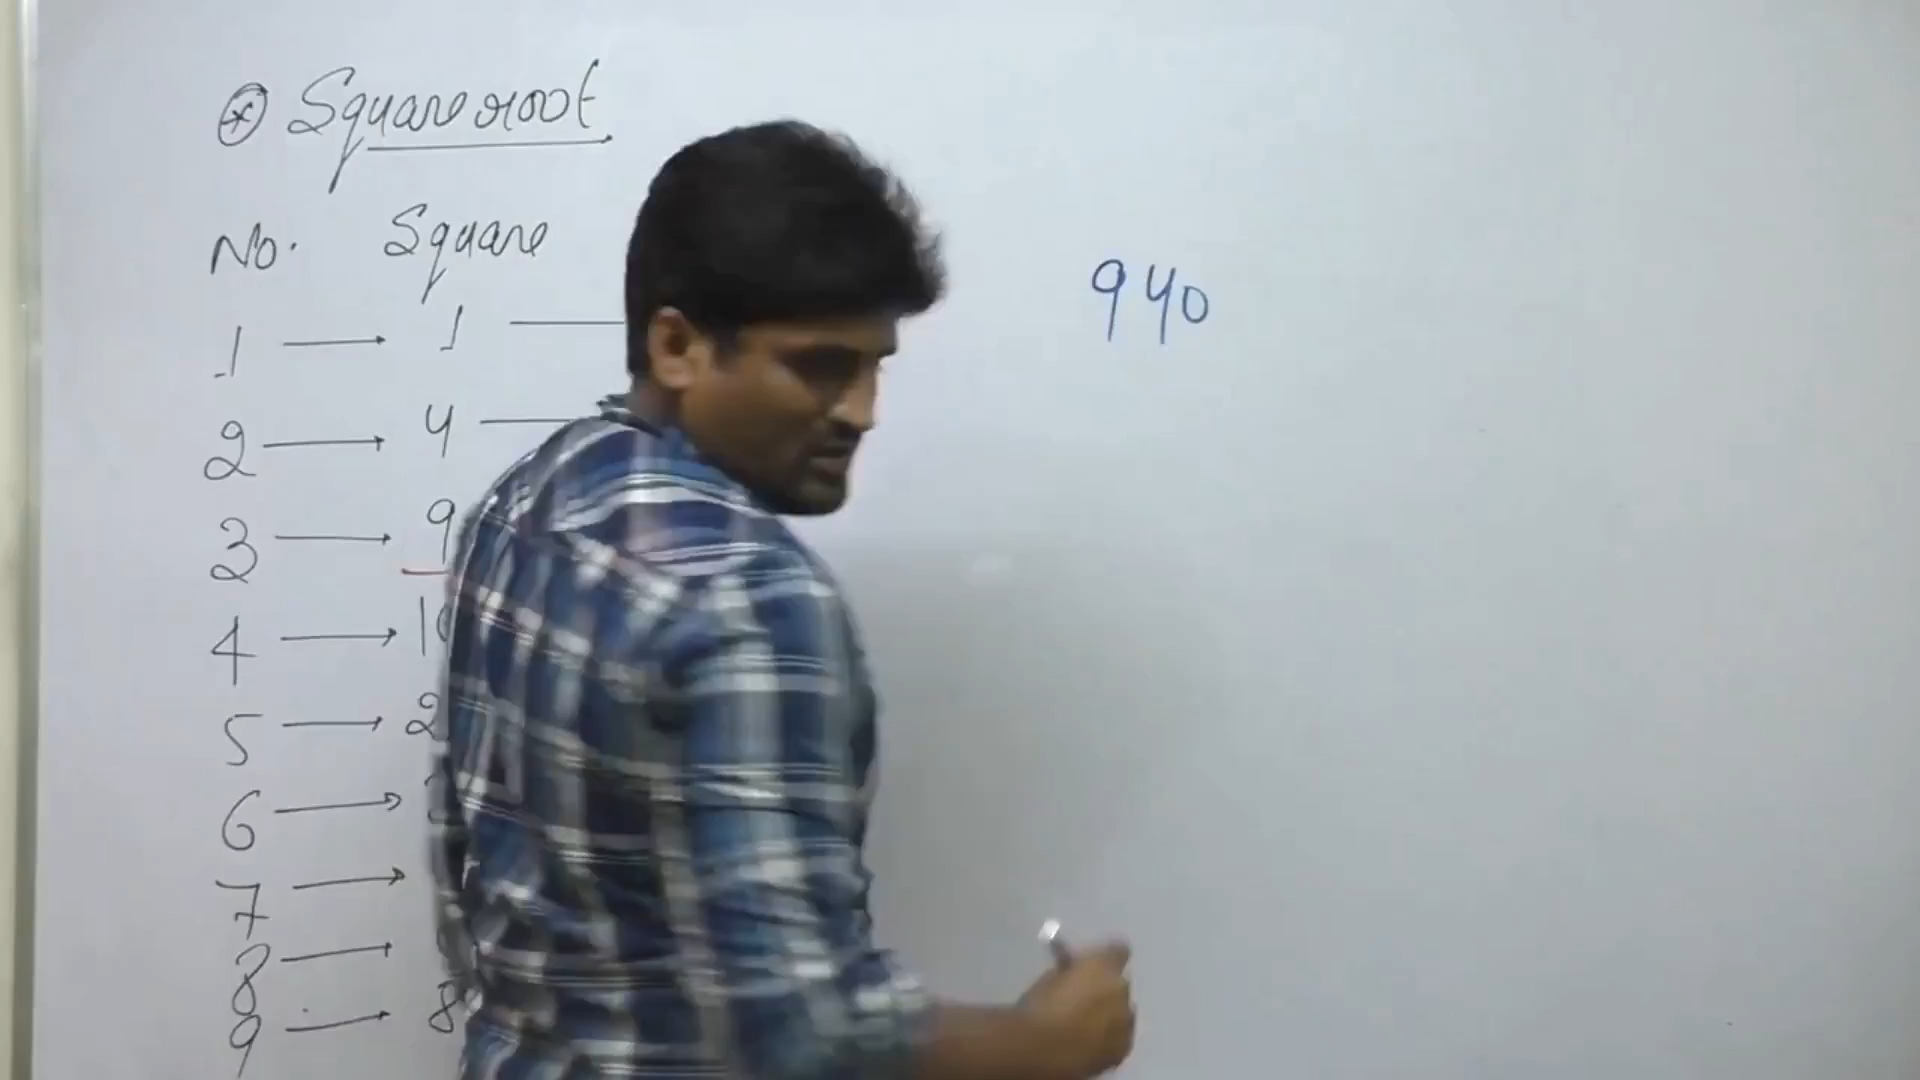 * Square root
No. Square
1 → 1
940
2 → 4
3 → 9
4 → 1
5 → 2
6 →
7 →
8 →
9 → 8